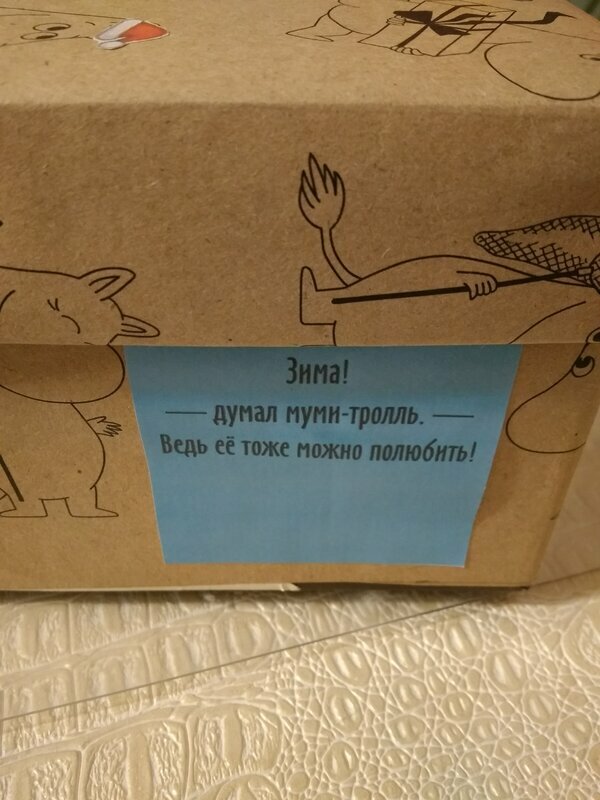 Зима!
— думал муми-тролль. —
Ведь её тоже можно полюбить!